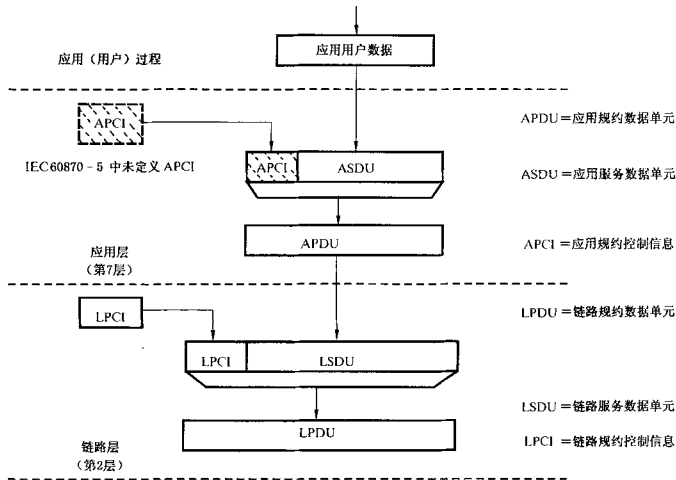 应用用户数据
应用（用户）过程
APCI
APDU＝应用规约数据单元
IEC60870－5 中未定义 APCI
APCI
ASDU
ASDU＝应用服务数据单元
APDU
APCI＝应用规约控制信息
应用层
（第7层）
LPCI
LPDU＝链路规约数据单元
LPCI
LSDU
LSDU＝链路服务数据单元
LPDU
链路层
（第2层）
LPCI＝链路规约控制信息